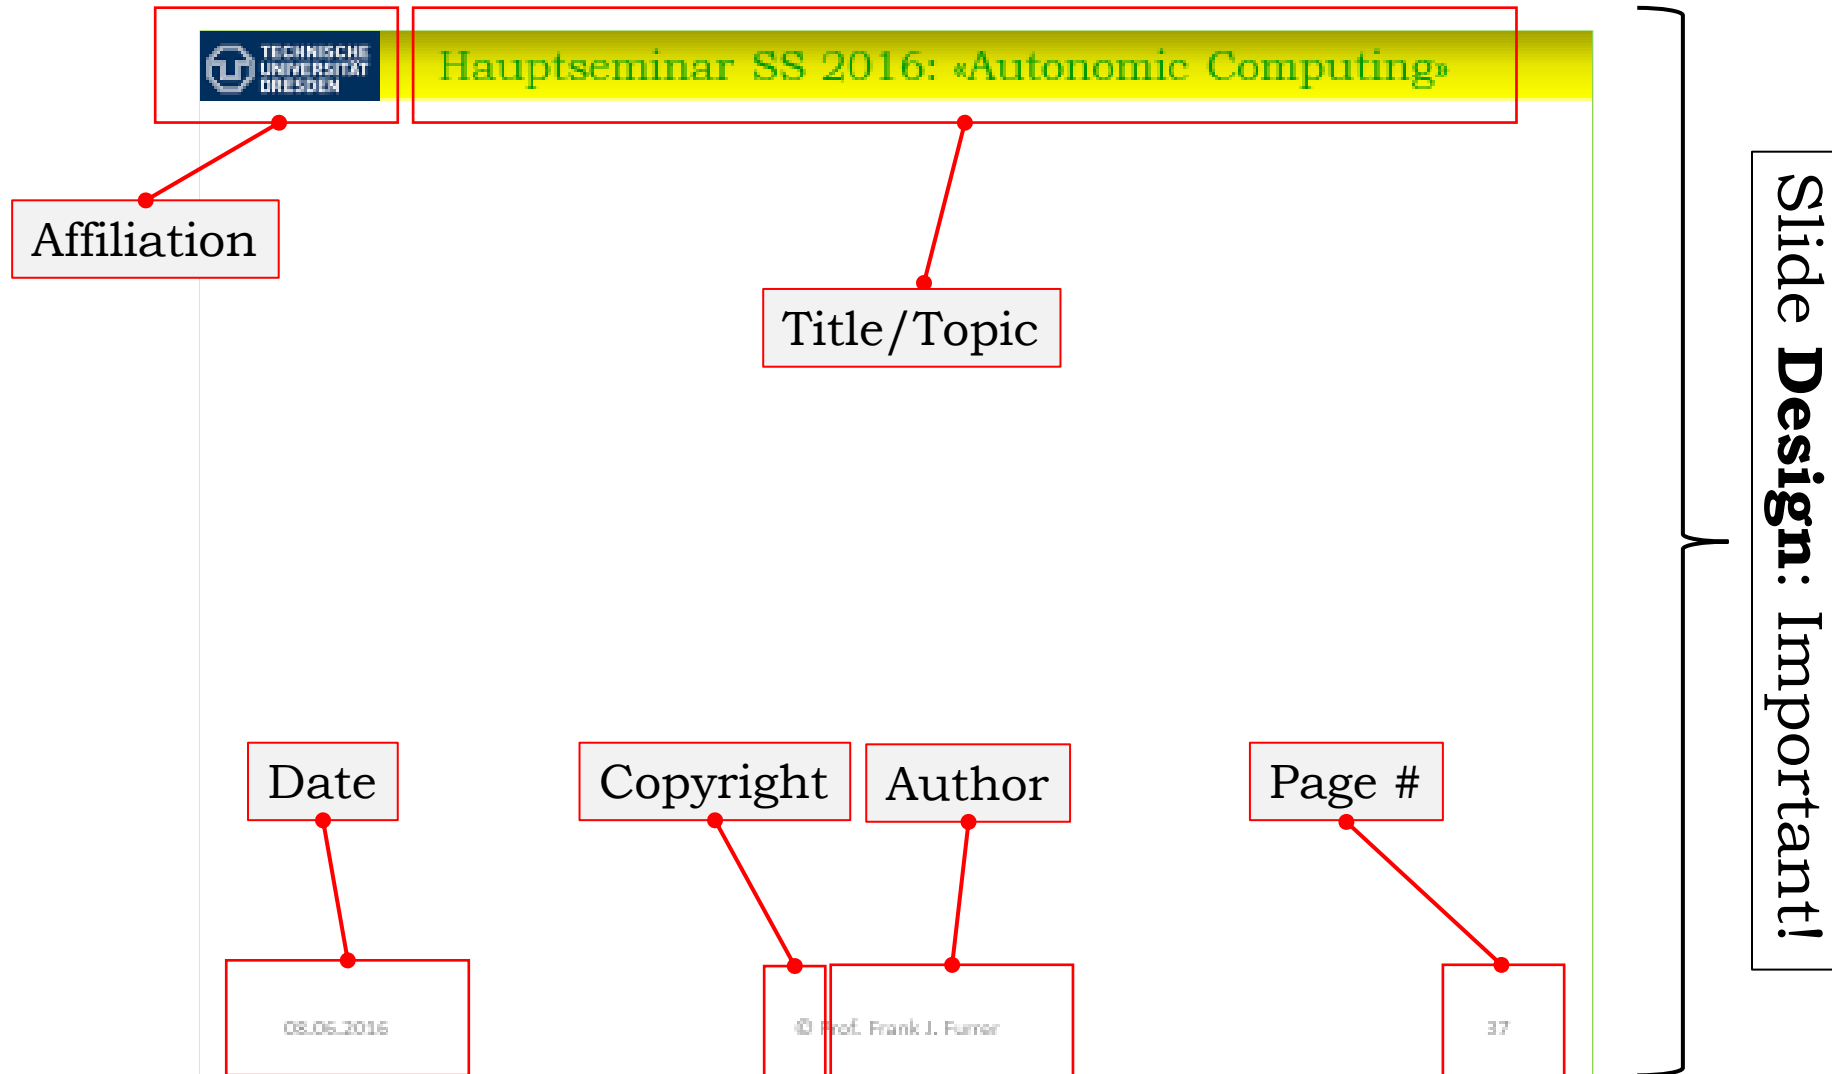 TECHNISCHE
UNIVERSITÄT
DRESDEN
Hauptseminar SS 2016: «Autonomic Computing»
Affiliation
Title/Topic
Slide Design: Important!
Date
Copyright
Author
Page #
08.06.2016
© Prof. Frank J. Furrer
37